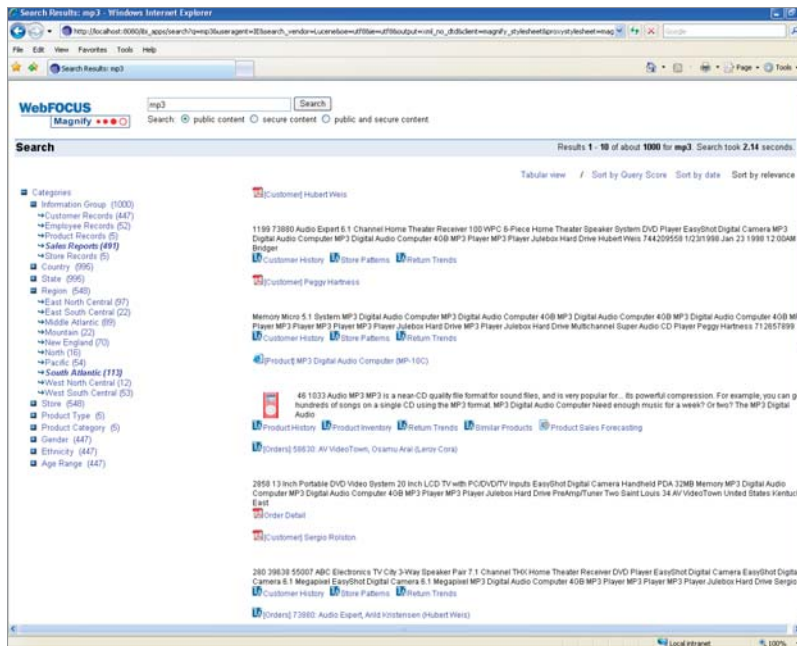 Search Results: mp3 - Windows Internet Explorer
File Edit View Favorites Tools Help
Search Results: mp3
Page Tools
WebFOCUS
Magnify
mp3
Search
Search: public content secure content public and secure content
Search
Results 1 - 10 of about 1000 for mp3. Search took 2.14 seconds.
Tabular view / Sort by Query Score Sort by date Sort by relevance
Categories
Information Group (1000)
Customer Records (447)
Employee Records (52)
Product Records (5)
Sales Reports (491)
Store Records (5)
Country (995)
State (995)
Region (548)
East North Central (97)
East South Central (22)
Middle Atlantic (89)
Mountain (22)
New England (70)
North (16)
Pacific (54)
South Atlantic (113)
West North Central (12)
West South Central (53)
Store (548)
Product Type (5)
Product Category (5)
Gender (447)
Ethnicity (447)
Age Range (447)
[Customer] Hubert Weis
1199 73880 Audio Expert 6.1 Channel Home Theater Receiver 100 WPC 6-Piece Home Theater Speaker System DVD Player EasyShot Digital Camera MP3
Digital Audio Computer MP3 Digital Audio Computer 4GB MP3 Player MP3 Player Julebox Hard Drive Hubert Weis 744209558 1/23/1998 Jan 23 1998 12:00AM
Bridger
Customer History Store Patterns Return Trends
[Customer] Peggy Hartness
Memory Micro 5.1 System MP3 Digital Audio Computer MP3 Digital Audio Computer 4GB MP3 Digital Audio Computer 4GB MP3 Digital Audio Computer 4GB
Player MP3 Player MP3 Player MP3 Player Julebox Hard Drive MP3 Player Julebox Hard Drive Multichannel Super Audio CD Player Peggy Hartness 712657899
Customer History Store Patterns Return Trends
[Product] MP3 Digital Audio Computer (MP-10C)
46 1033 Audio MP3 MP3 is a near-CD quality file format for sound files, and is very popular for... its powerful compression. For example, you can
hundreds of songs on a single CD using the MP3 format. MP3 Digital Audio Computer Need enough music for a week? Or two? The MP3 Digital
Audio
Product History Product Inventory Return Trends Similar Products Product Sales Forecasting
[Orders] 58630: AV VideoTown, Osamu Arai (Leroy Cora)
2858 13 Inch Portable DVD Video System 20 Inch LCD TV with PC/DVD/TV Inputs EasyShot Digital Camera Handheld PDA 32MB Memory MP3 Digital Audio
Computer MP3 Digital Audio Computer 4GB MP3 Player MP3 Player Julebox Hard Drive PreAmp/Tuner Two Saint Louis 34 AV VideoTown United States
East
Order Detail
[Customer] Sergio Rolston
280 39638 55007 ABC Electronics TV City 3-Way Speaker Pair 7.1 Channel THX Home Theater Receiver DVD Player EasyShot Digital Camera EasyShot
Camera 6.1 Megapixel EasyShot Digital Camera 6.1 Megapixel MP3 Digital Audio Computer 4GB MP3 Player MP3 Player MP3 Player Julebox Hard Drive Sergio
Customer History Store Patterns Return Trends
[Orders] 73880: Audio Expert, Arild Kristensen (Hubert Weis)
Local intranet
100%